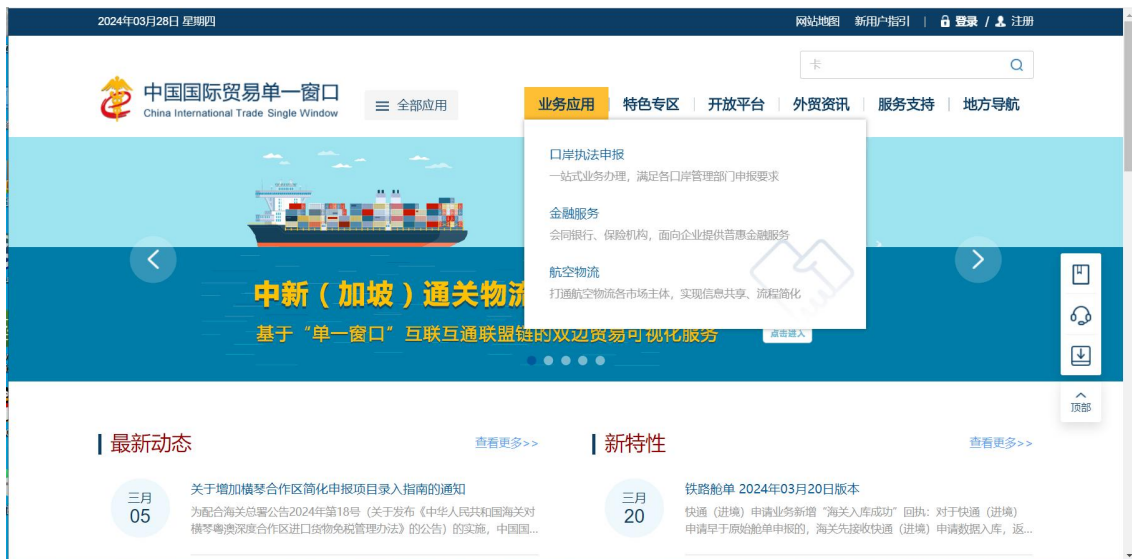 2024年03月28日 星期四
网站地图 新用户指引 | 登录 / 注册
卡
中国国际贸易单一窗口
China International Trade Single Window
全部应用
业务应用 | 特色专区 | 开放平台 | 外贸资讯 | 服务支持 | 地方导航
口岸执法申报
一站式业务办理，满足各口岸管理部门申报要求
金融服务
会同银行、保险机构，面向企业提供普惠金融服务
航空物流
打通航空物流各市场主体，实现信息共享、流程简化
中新（加坡）通关物流
基于“单一窗口”互联互通联盟链的双边贸易可视化服务
点击进入
顶部
最新动态
查看更多>>
三月
05
关于增加横琴合作区简化申报项目录入指南的通知
为配合海关总署公告2024年第18号（关于发布《中华人民共和国海关对
横琴粤澳深度合作区进口货物免税管理办法》的公告）的实施，中国国...
新特性
查看更多>>
三月
20
铁路舱单 2024年03月20日版本
快通（进境）申请业务新增“海关入库成功”回执：对于快通（进境）
申请早于原始舱单申报的，海关先接收快通（进境）申请数据入库，返...